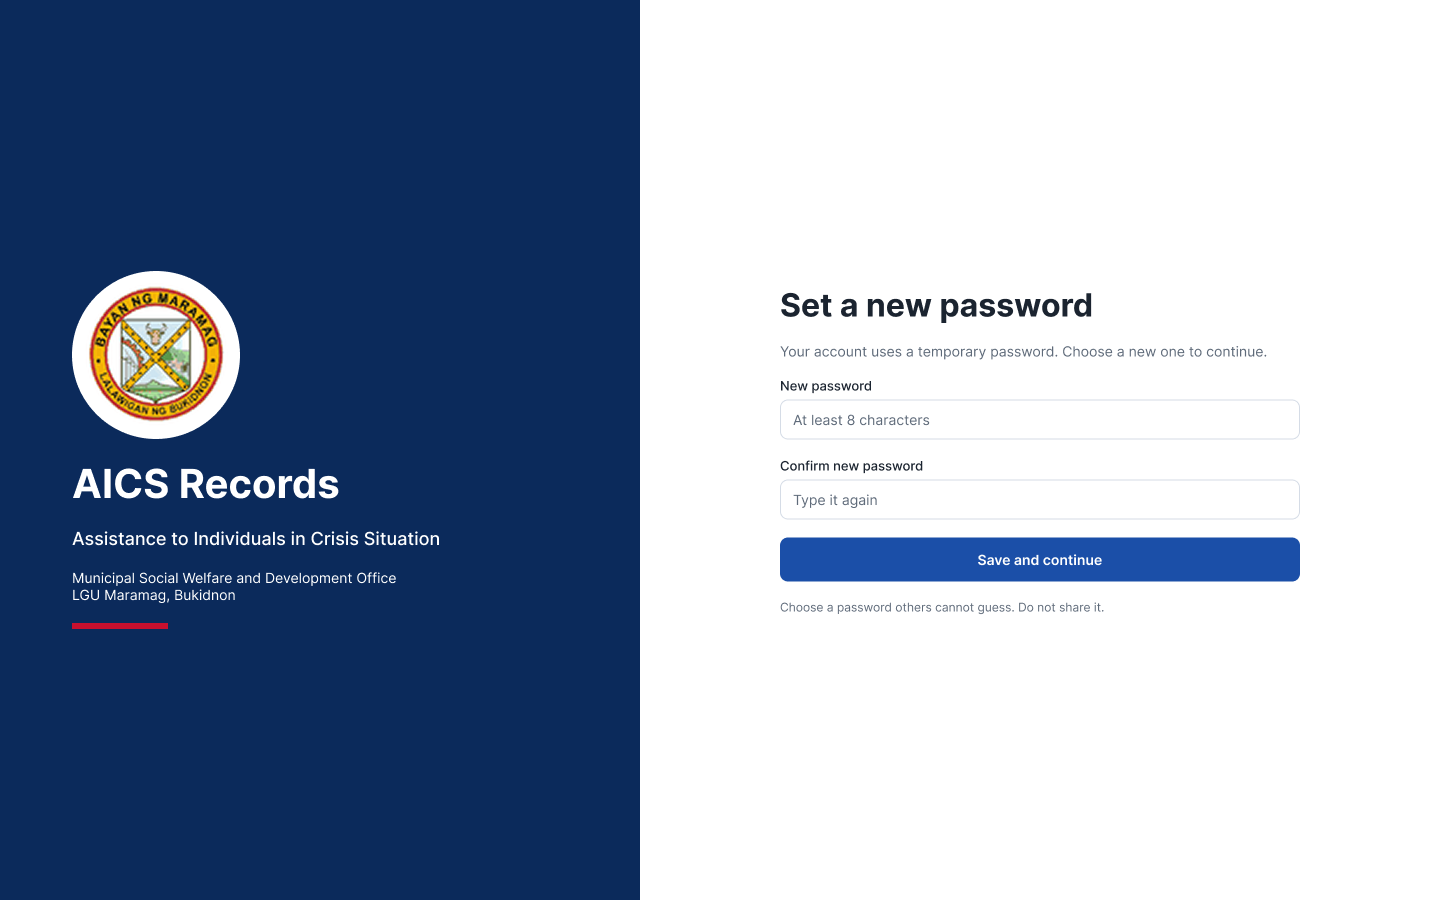 BAYAN NG MARAMAG
LALAWIGAN NG BUKIDNON
AICS Records
Assistance to Individuals in Crisis Situation
Municipal Social Welfare and Development Office
LGU Maramag, Bukidnon
Set a new password
Your account uses a temporary password. Choose a new one to continue.
New password
At least 8 characters
Confirm new password
Type it again
Save and continue
Choose a password others cannot guess. Do not share it.